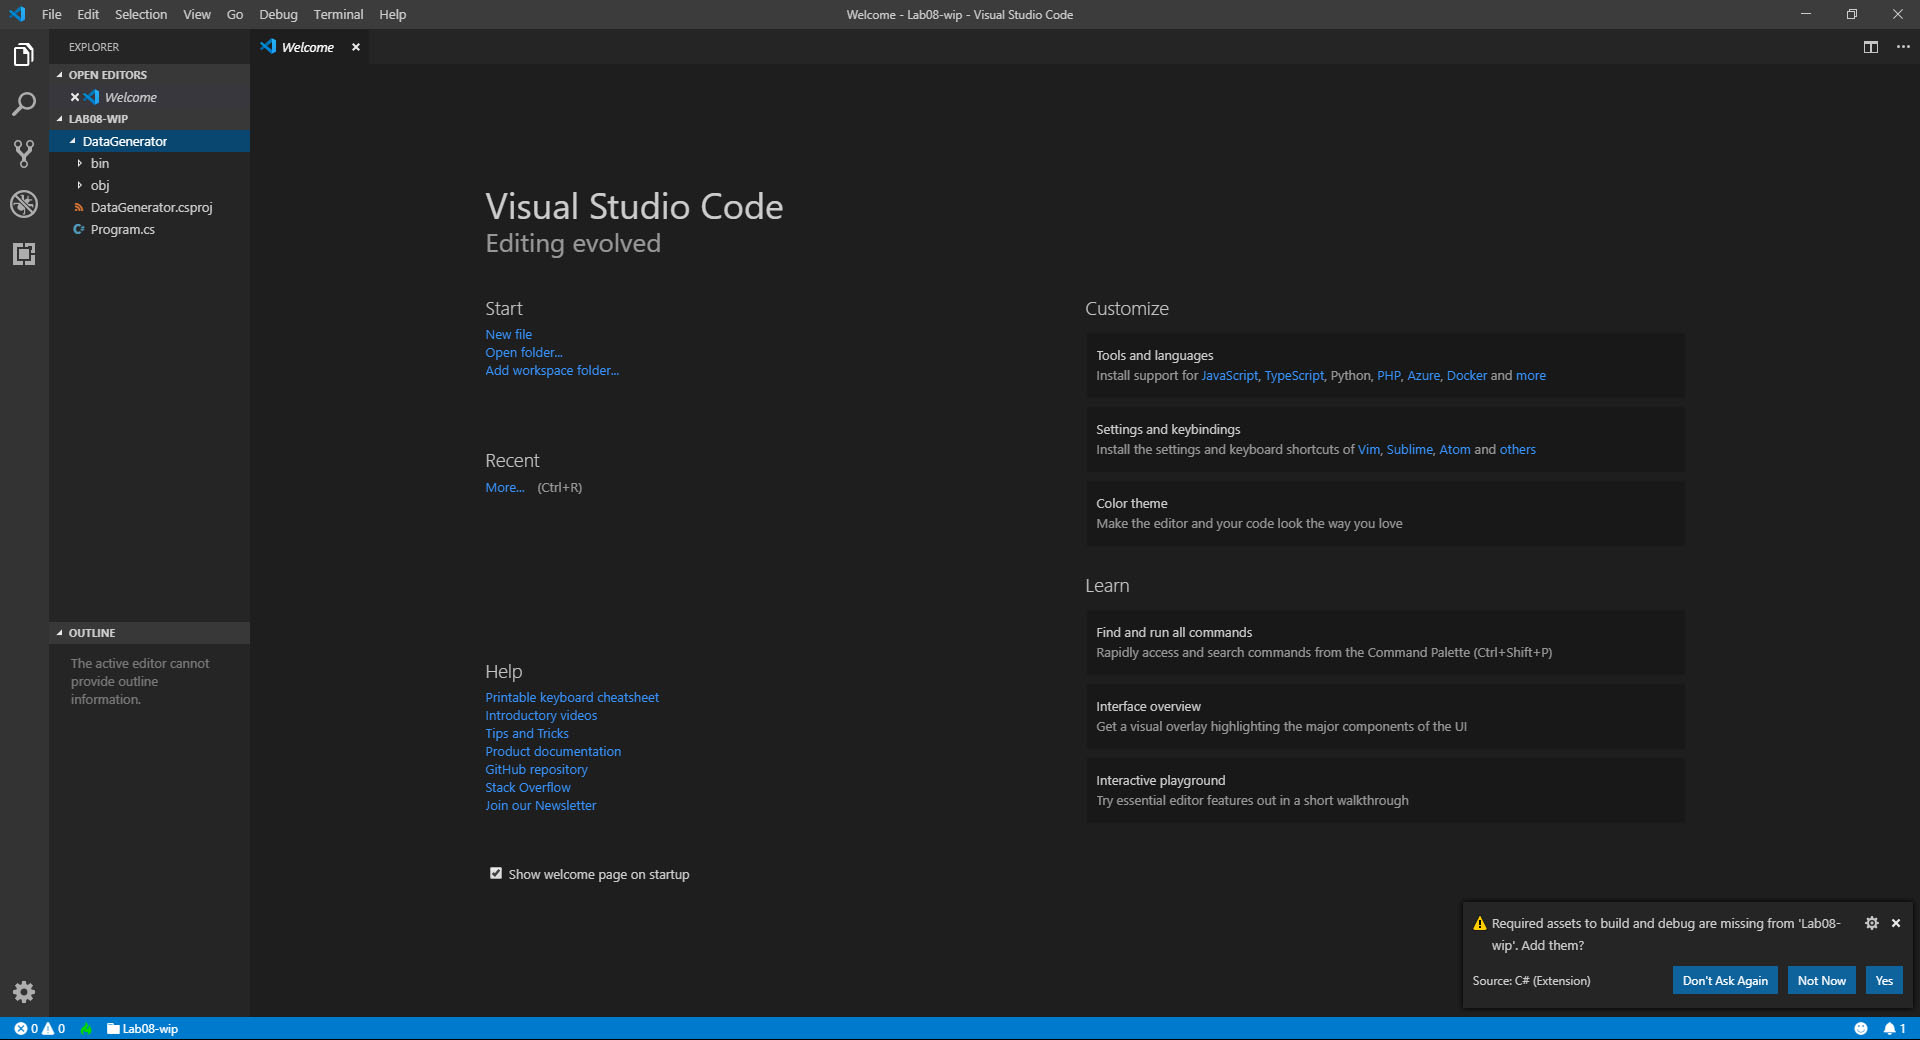 File Edit Selection View Go Debug Terminal Help
Welcome - Lab08-wip - Visual Studio Code
EXPLORER
OPEN EDITORS
Welcome
LAB08-WIP
DataGenerator
bin
obj
DataGenerator.csproj
Program.cs
OUTLINE
The active editor cannot
provide outline
information.
Welcome
Visual Studio Code
Editing evolved
Start
New file
Open folder...
Add workspace folder...
Recent
More... (Ctrl+R)
Help
Printable keyboard cheatsheet
Introductory videos
Tips and Tricks
Product documentation
GitHub repository
Stack Overflow
Join our Newsletter
Show welcome page on startup
Customize
Tools and languages
Install support for JavaScript, TypeScript, Python, PHP, Azure, Docker and more
Settings and keybindings
Install the settings and keyboard shortcuts of Vim, Sublime, Atom and others
Color theme
Make the editor and your code look the way you love
Learn
Find and run all commands
Rapidly access and search commands from the Command Palette (Ctrl+Shift+P)
Interface overview
Get a visual overlay highlighting the major components of the UI
Interactive playground
Try essential editor features out in a short walkthrough
Required assets to build and debug are missing from 'Lab08-
wip'. Add them?
Source: C# (Extension)
Don't Ask Again
Not Now
Yes
0 0 Lab08-wip
1